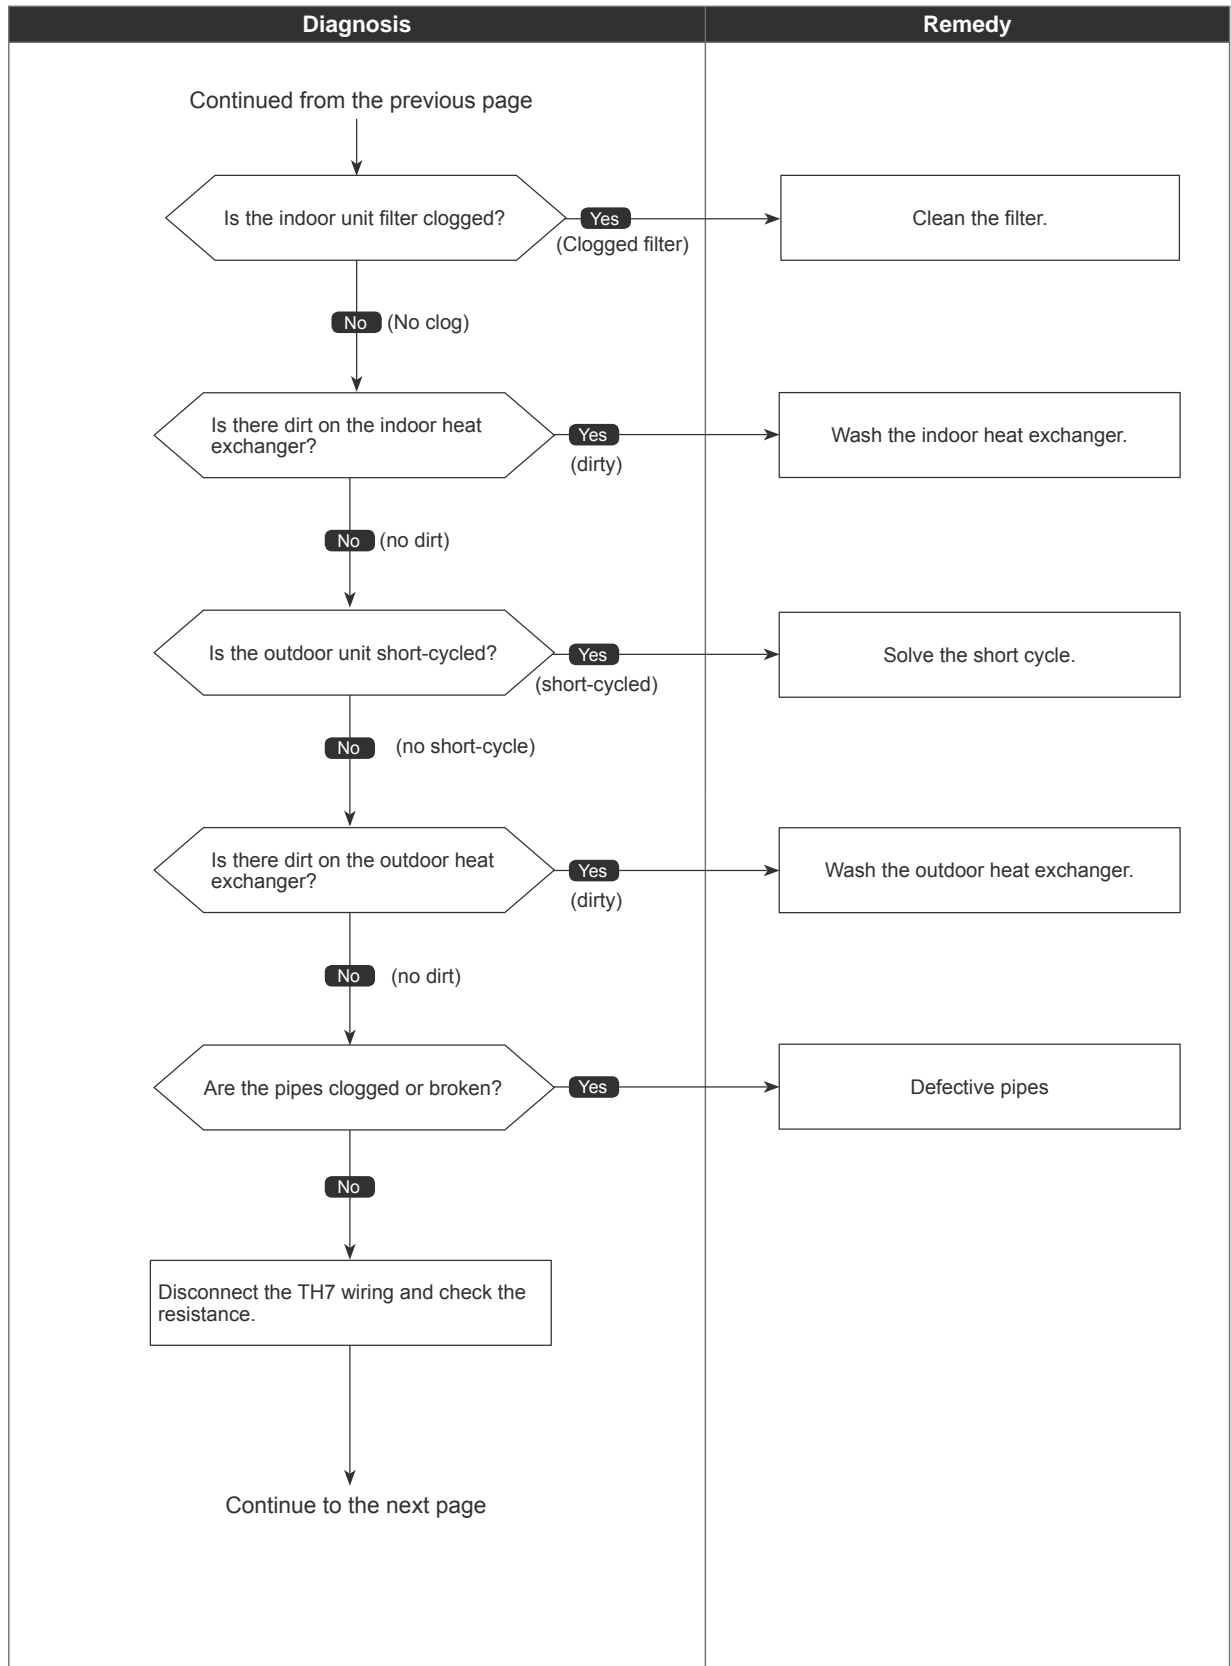 Diagnosis
Remedy
Continued from the previous page
Is the indoor unit filter clogged?
Yes
(Clogged filter)
Clean the filter.
No (No clog)
Is there dirt on the indoor heat
exchanger?
Yes
(dirty)
Wash the indoor heat exchanger.
No (no dirt)
Is the outdoor unit short-cycled?
Yes
(short-cycled)
Solve the short cycle.
No (no short-cycle)
Is there dirt on the outdoor heat
exchanger?
Yes
(dirty)
Wash the outdoor heat exchanger.
No (no dirt)
Are the pipes clogged or broken?
Yes
Defective pipes
No
Disconnect the TH7 wiring and check the
resistance.
Continue to the next page